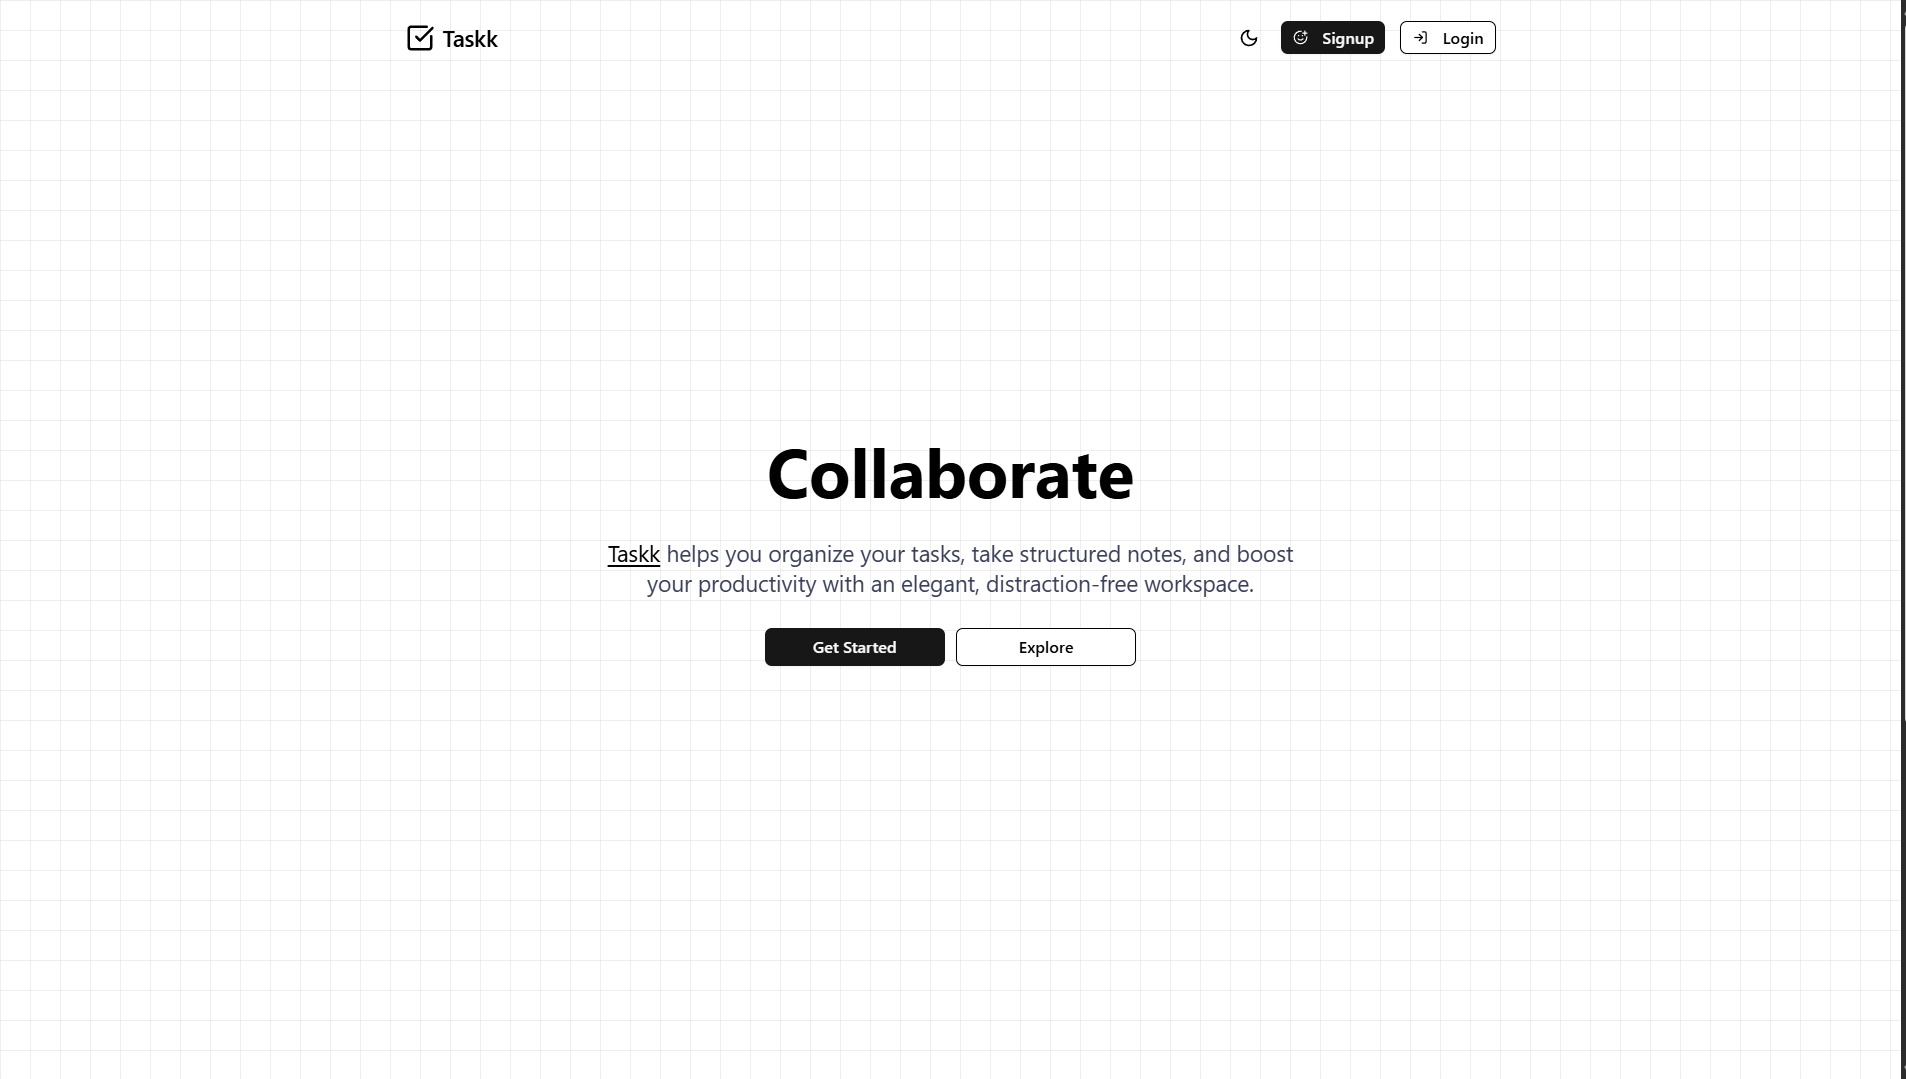 Taskk
Signup
Login
Collaborate
Taskk helps you organize your tasks, take structured notes, and boost
your productivity with an elegant, distraction-free workspace.
Get Started
Explore